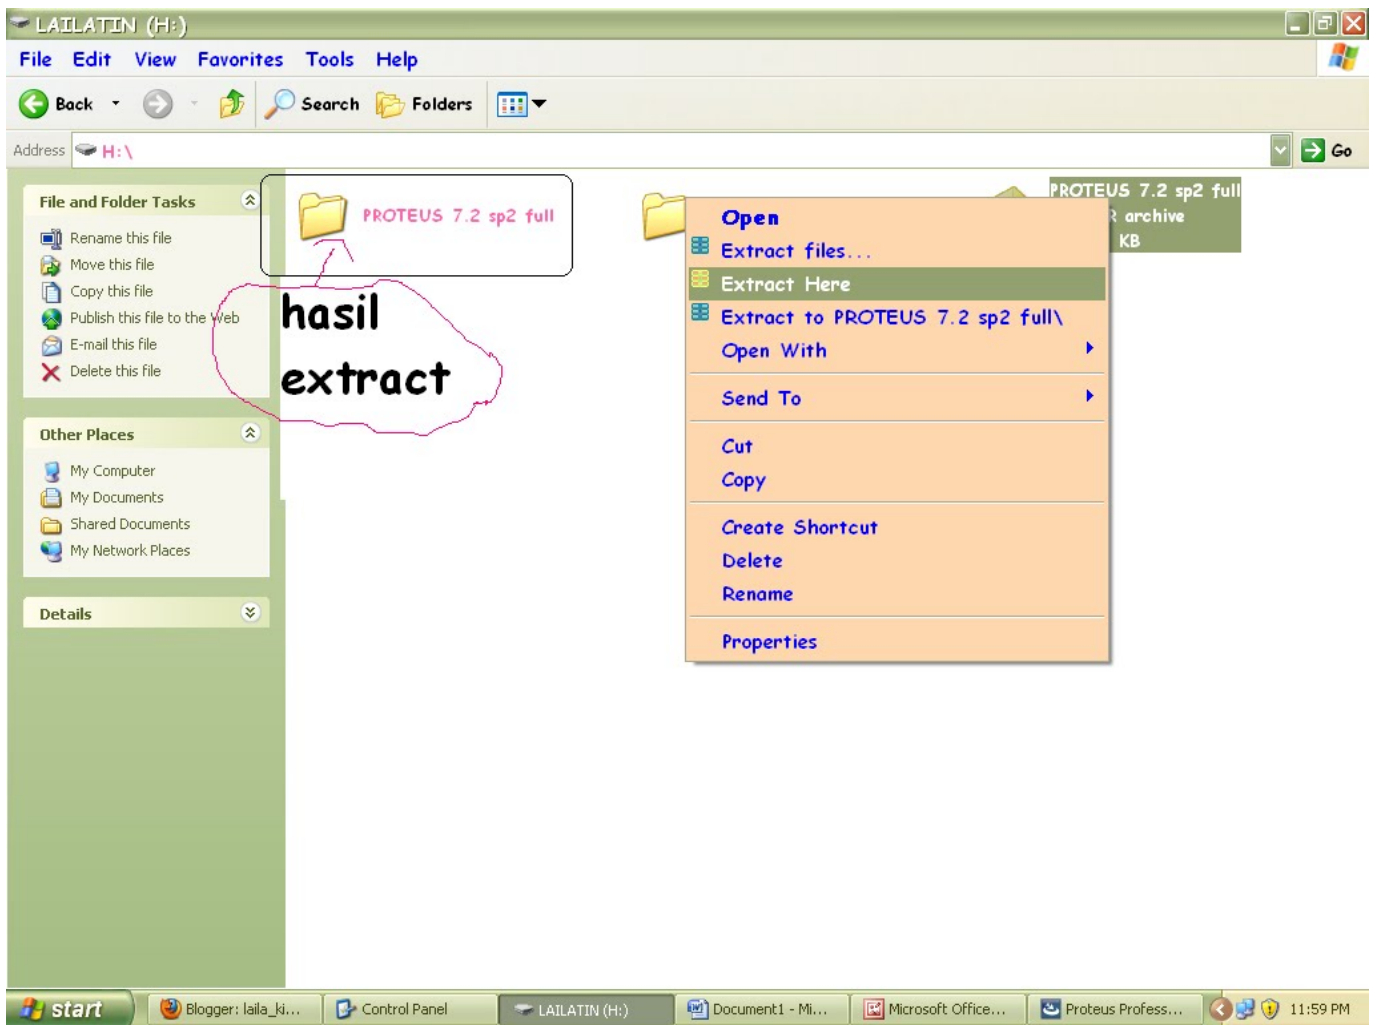 LAILATIN (H:)
File Edit View Favorites Tools Help
Back Search Folders
Address H:\ Go
File and Folder Tasks
Rename this file
Move this file
Copy this file
Publish this file to the Web
E-mail this file
Delete this file
Other Places
My Computer
My Documents
Shared Documents
My Network Places
Details
PROTEUS 7.2 sp2 full
hasil
extract
PROTEUS 7.2 sp2 full
archive
KB
Open
Extract files...
Extract Here
Extract to PROTEUS 7.2 sp2 full\
Open With
Send To
Cut
Copy
Create Shortcut
Delete
Rename
Properties
start Blogger: laila_ki... Control Panel LAILATIN (H:) Document1 - Mi... Microsoft Office... Proteus Profess... 11:59 PM